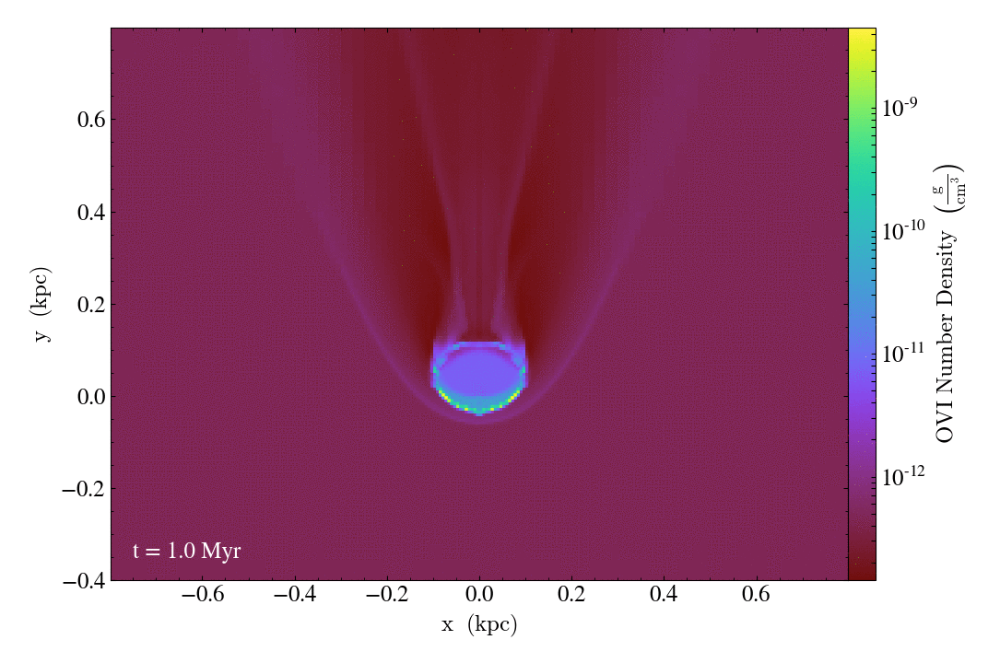 0.6
0.4
0.2
0.0
−0.2
−0.4
y (kpc)
t = 1.0 Myr
−0.6 −0.4 −0.2 0.0 0.2 0.4 0.6
x (kpc)
10^-9
10^-10
10^-11
10^-12
OVI Number Density (g/cm^3)